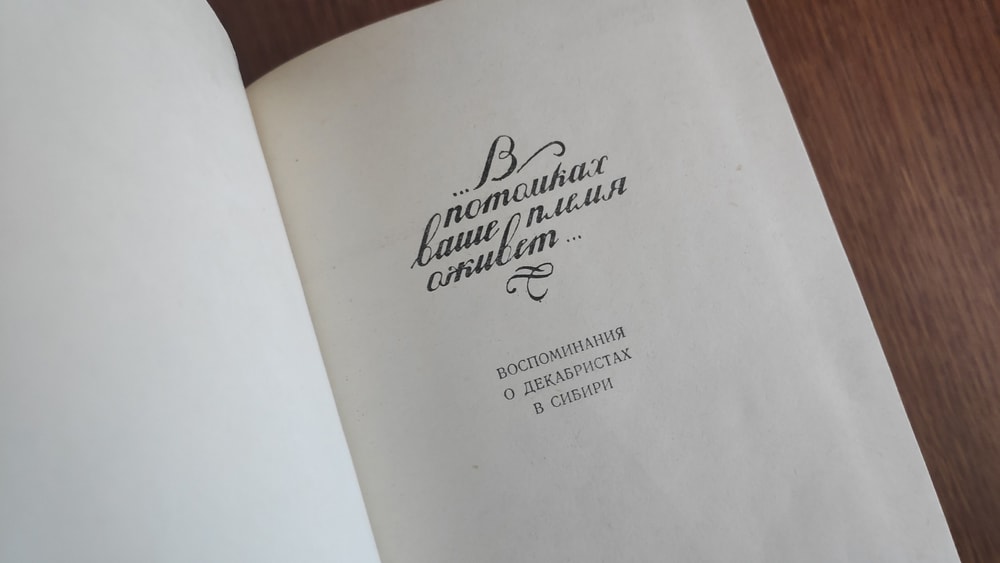 ...В
потомках
ваше племя
оживет...
ВОСПОМИНАНИЯ
О ДЕКАБРИСТАХ
В СИБИРИ